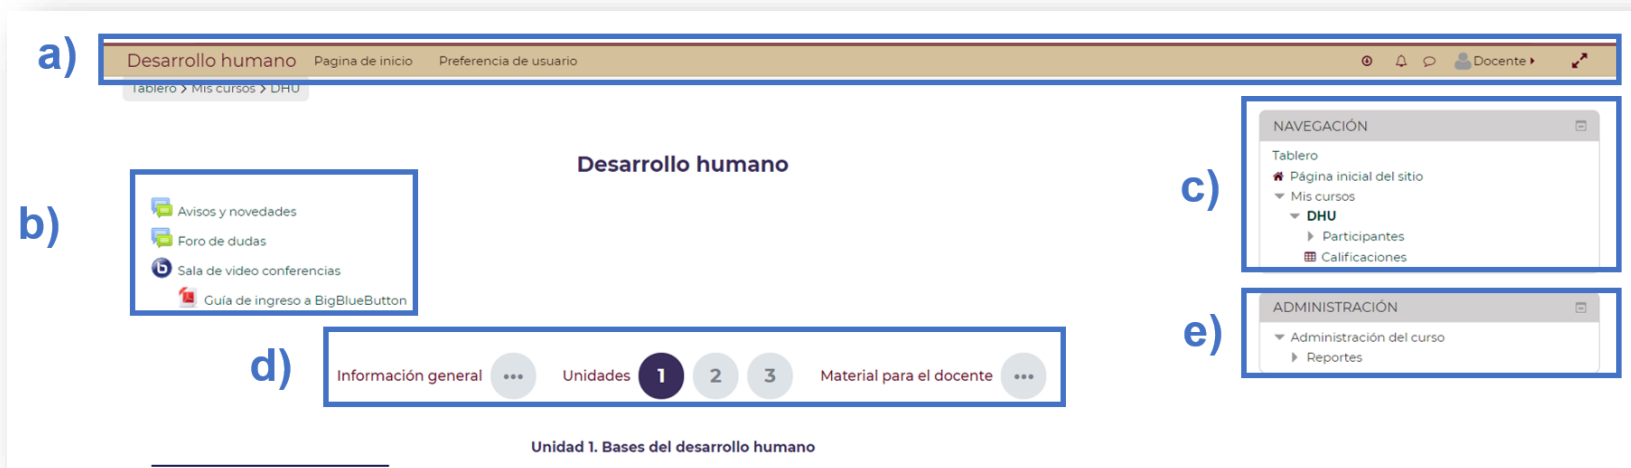 a)
Desarrollo humano Pagina de inicio Preferencia de usuario Docente
Tablero > Mis cursos > DHU
Desarrollo humano
b)
Avisos y novedades
Foro de dudas
b Sala de video conferencias
Guía de ingreso a BigBlueButton
c)
NAVEGACIÓN
Tablero
Página inicial del sitio
Mis cursos
DHU
Participantes
Calificaciones
d)
Información general ... Unidades 1 2 3 Material para el docente ...
e)
ADMINISTRACIÓN
Administración del curso
Reportes
Unidad 1. Bases del desarrollo humano